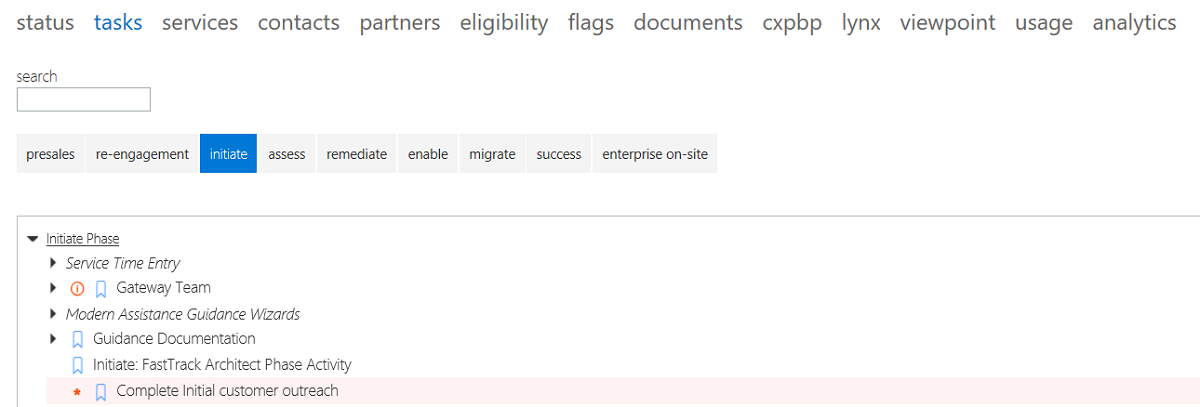 status tasks services contacts partners eligibility flags documents cxpbp lynx viewpoint usage analytics
search
presales re-engagement initiate assess remediate enable migrate success enterprise on-site
Initiate Phase
Service Time Entry
Gateway Team
Modern Assistance Guidance Wizards
Guidance Documentation
Initiate: FastTrack Architect Phase Activity
* Complete Initial customer outreach